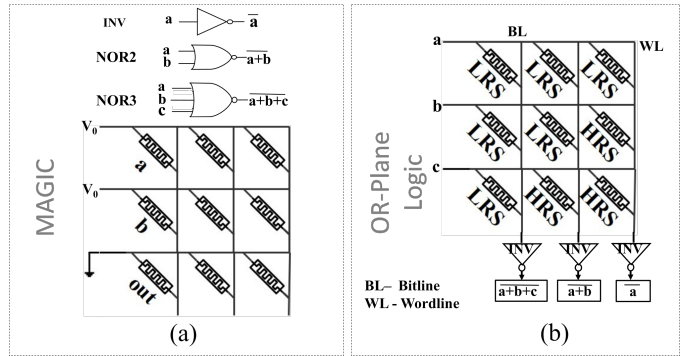 INV
a
a̅
NOR2
a
b
a̅+̅b̅
NOR3
a
b
c
a̅+̅b̅+̅c̅
V₀
a
V₀
b
out
MAGIC
(a)
BL
WL
a
LRS LRS LRS
b
LRS LRS HRS
c
LRS HRS HRS
OR-Plane
Logic
INV INV INV
a̅+̅b̅+̅c̅ a̅+̅b̅ a̅
BL– Bitline
WL - Wordline
(b)